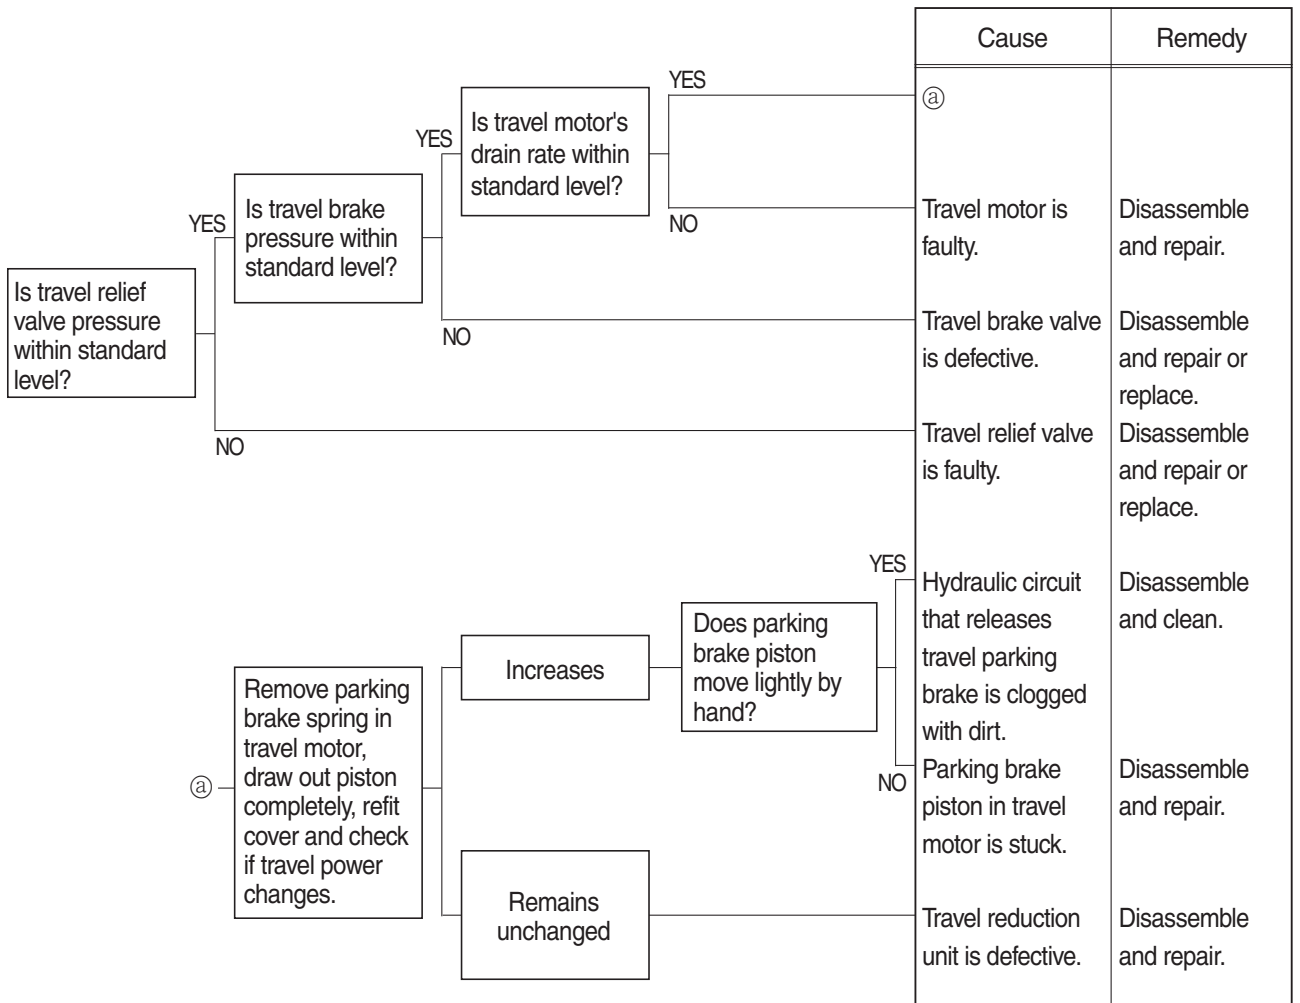 Cause
Remedy
YES
ⓐ
Is travel motor's
drain rate within
standard level?
YES
NO
Travel motor is
faulty.
Disassemble
and repair.
Is travel brake
pressure within
standard level?
YES
NO
Travel brake valve
is defective.
Disassemble
and repair or
replace.
Is travel relief
valve pressure
within standard
level?
NO
Travel relief valve
is faulty.
Disassemble
and repair or
replace.
YES
Hydraulic circuit
that releases
travel parking
brake is clogged
with dirt.
Disassemble
and clean.
Does parking
brake piston
move lightly by
hand?
Increases
NO
Parking brake
piston in travel
motor is stuck.
Disassemble
and repair.
ⓐ
Remove parking
brake spring in
travel motor,
draw out piston
completely, refit
cover and check
if travel power
changes.
Remains
unchanged
Travel reduction
unit is defective.
Disassemble
and repair.